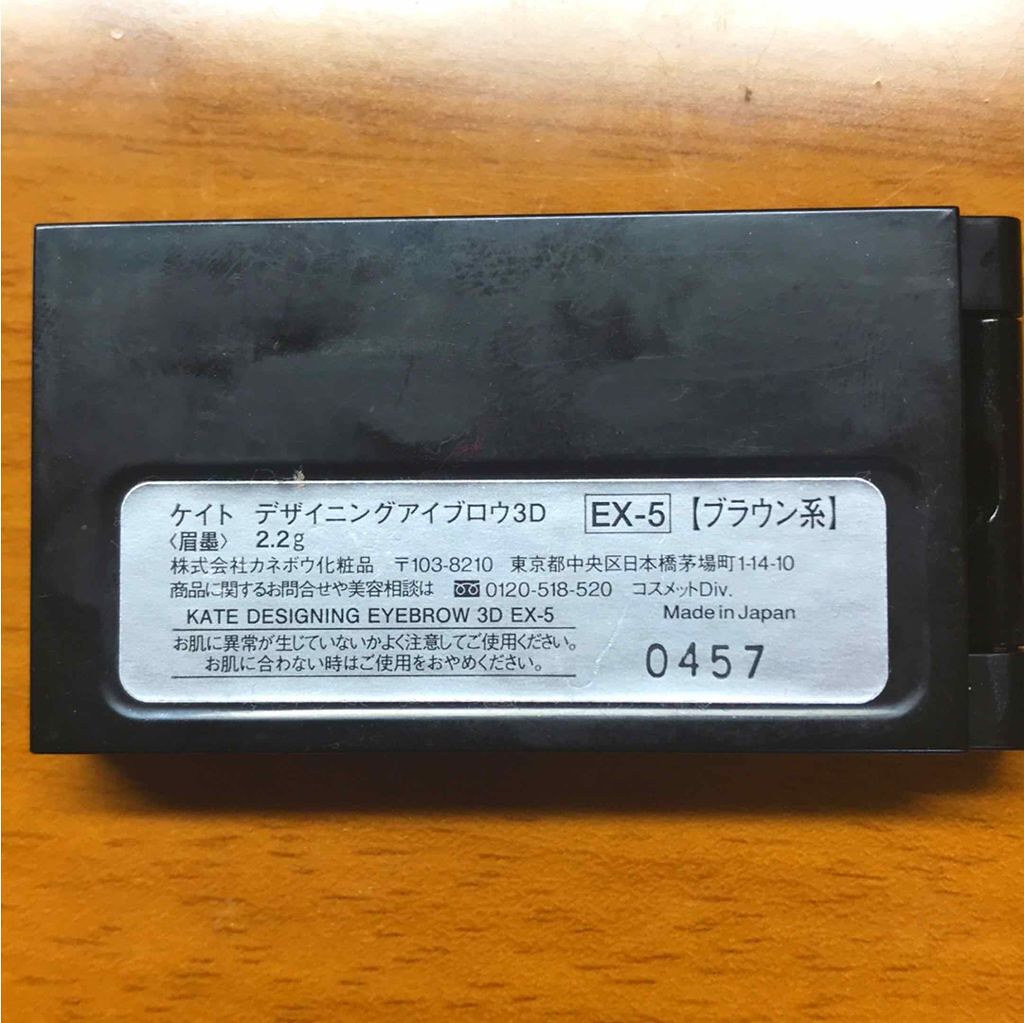 ケイト デザイニングアイブロウ3D EX-5 【ブラウン系】
〈眉墨〉 2.2g
株式会社カネボウ化粧品 〒103-8210 東京都中央区日本橋茅場町1-14-10
商品に関するお問合せや美容相談は 0120-518-520 コスメットDiv.
KATE DESIGNING EYEBROW 3D EX-5 Made in Japan
お肌に異常が生じていないかよく注意してご使用ください。
お肌に合わない時はご使用をおやめください。
0457